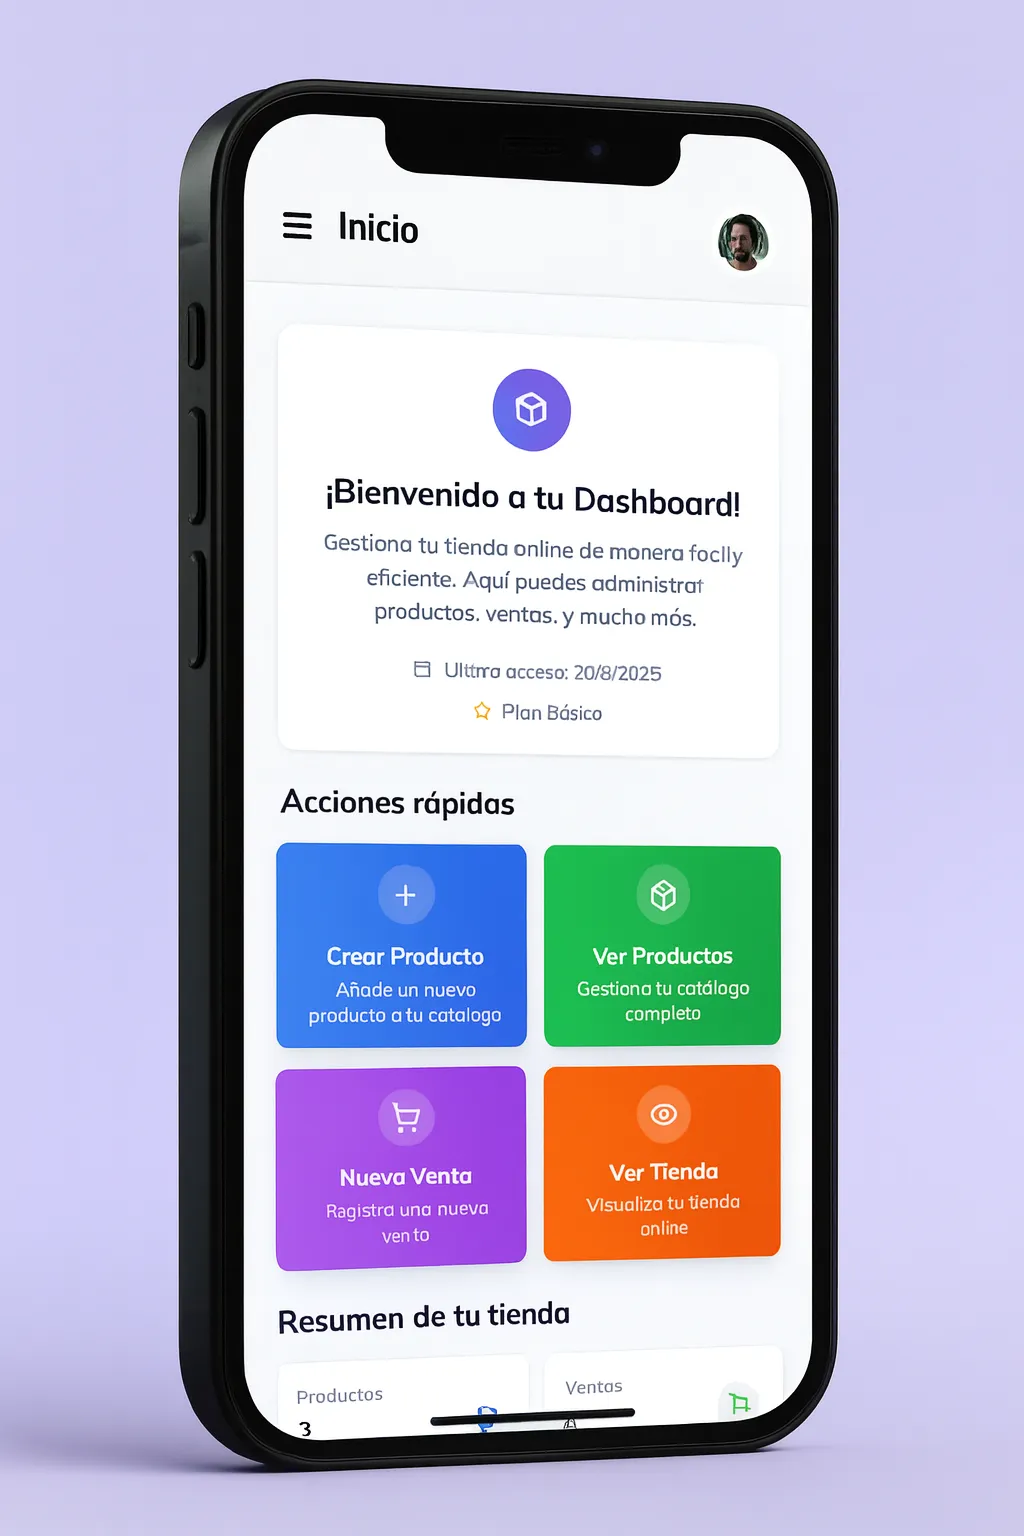 Inicio
¡Bienvenido a tu Dashboard!
Gestiona tu tienda online de monera foclly
eficiente. Aquí puedes administrat
productos. ventas. y mucho mós.
Ulttmo acceso: 20/8/2025
Plan Básico
Acciones rápidas
Crear Producto
Añade un nuevo
producto a tu catalogo
Ver Productos
Gestiona tu catálogo
completo
Nueva Venta
Ragistra una nueva
ven to
Ver Tienda
VIsualiza tu tienda
online
Resumen de tu tienda
Productos
3
Ventas